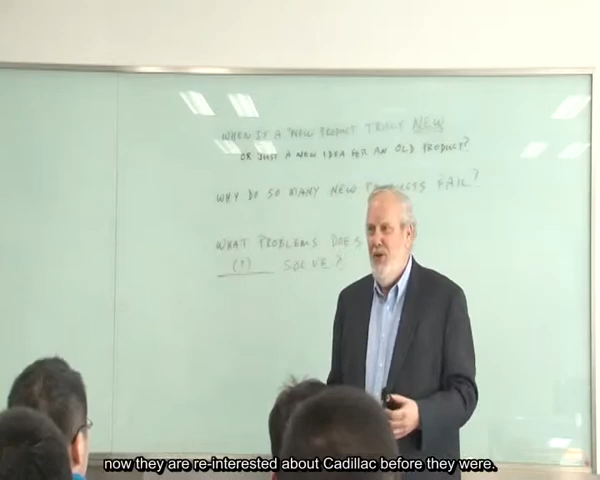 WHEN IS A "NEW PRODUCT TRULY NEW
OR JUST A NEW IDEA FOR AN OLD PRODUCT?
WHY DO SO MANY NEW PRODUCTS FAIL?
WHAT PROBLEMS DOES
(?) SOLVE?
now they are re-interested about Cadillac before they were.